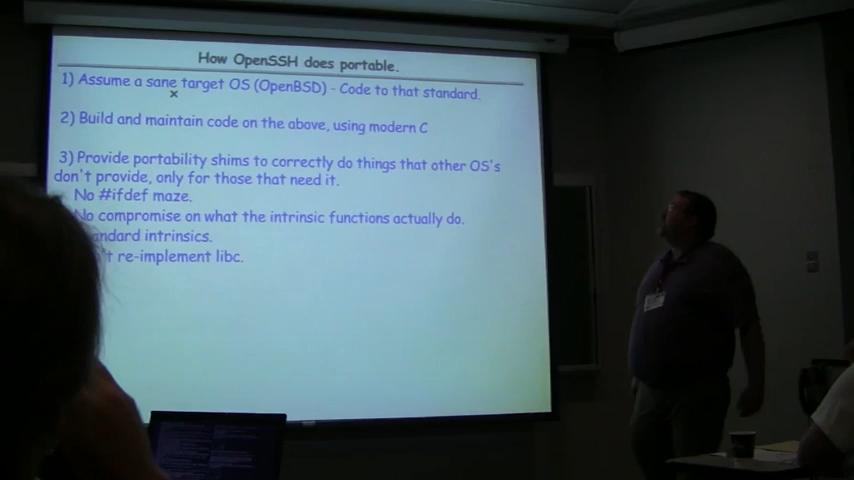 How OpenSSH does portable.
1) Assume a sane target OS (OpenBSD) - Code to that standard.
2) Build and maintain code on the above, using modern C
3) Provide portability shims to correctly do things that other OS's
don't provide, only for those that need it.
No #ifdef maze.
No compromise on what the intrinsic functions actually do.
andard intrinsics.
't re-implement libc.